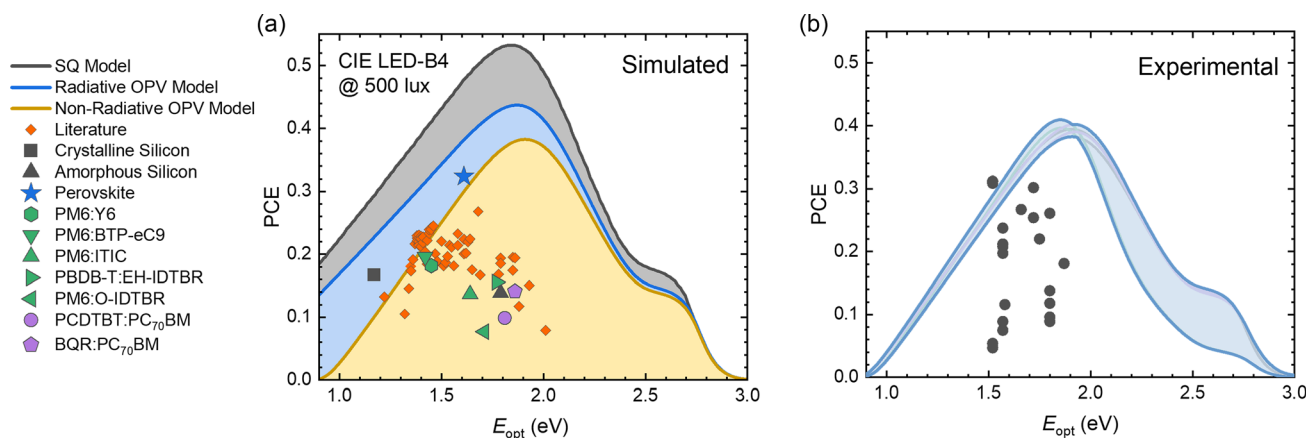 SQ Model
Radiative OPV Model
Non-Radiative OPV Model
Literature
Crystalline Silicon
Amorphous Silicon
Perovskite
PM6:Y6
PM6:BTP-eC9
PM6:ITIC
PBDB-T:EH-IDTBR
PM6:O-IDTBR
PCDTBT:PC₇₀BM
BQR:PC₇₀BM
(a)
CIE LED-B4
@ 500 lux
Simulated
PCE
0.5
0.4
0.3
0.2
0.1
0.0
1.0 1.5 2.0 2.5 3.0
E_opt (eV)
(b)
Experimental
PCE
0.5
0.4
0.3
0.2
0.1
0.0
1.0 1.5 2.0 2.5 3.0
E_opt (eV)